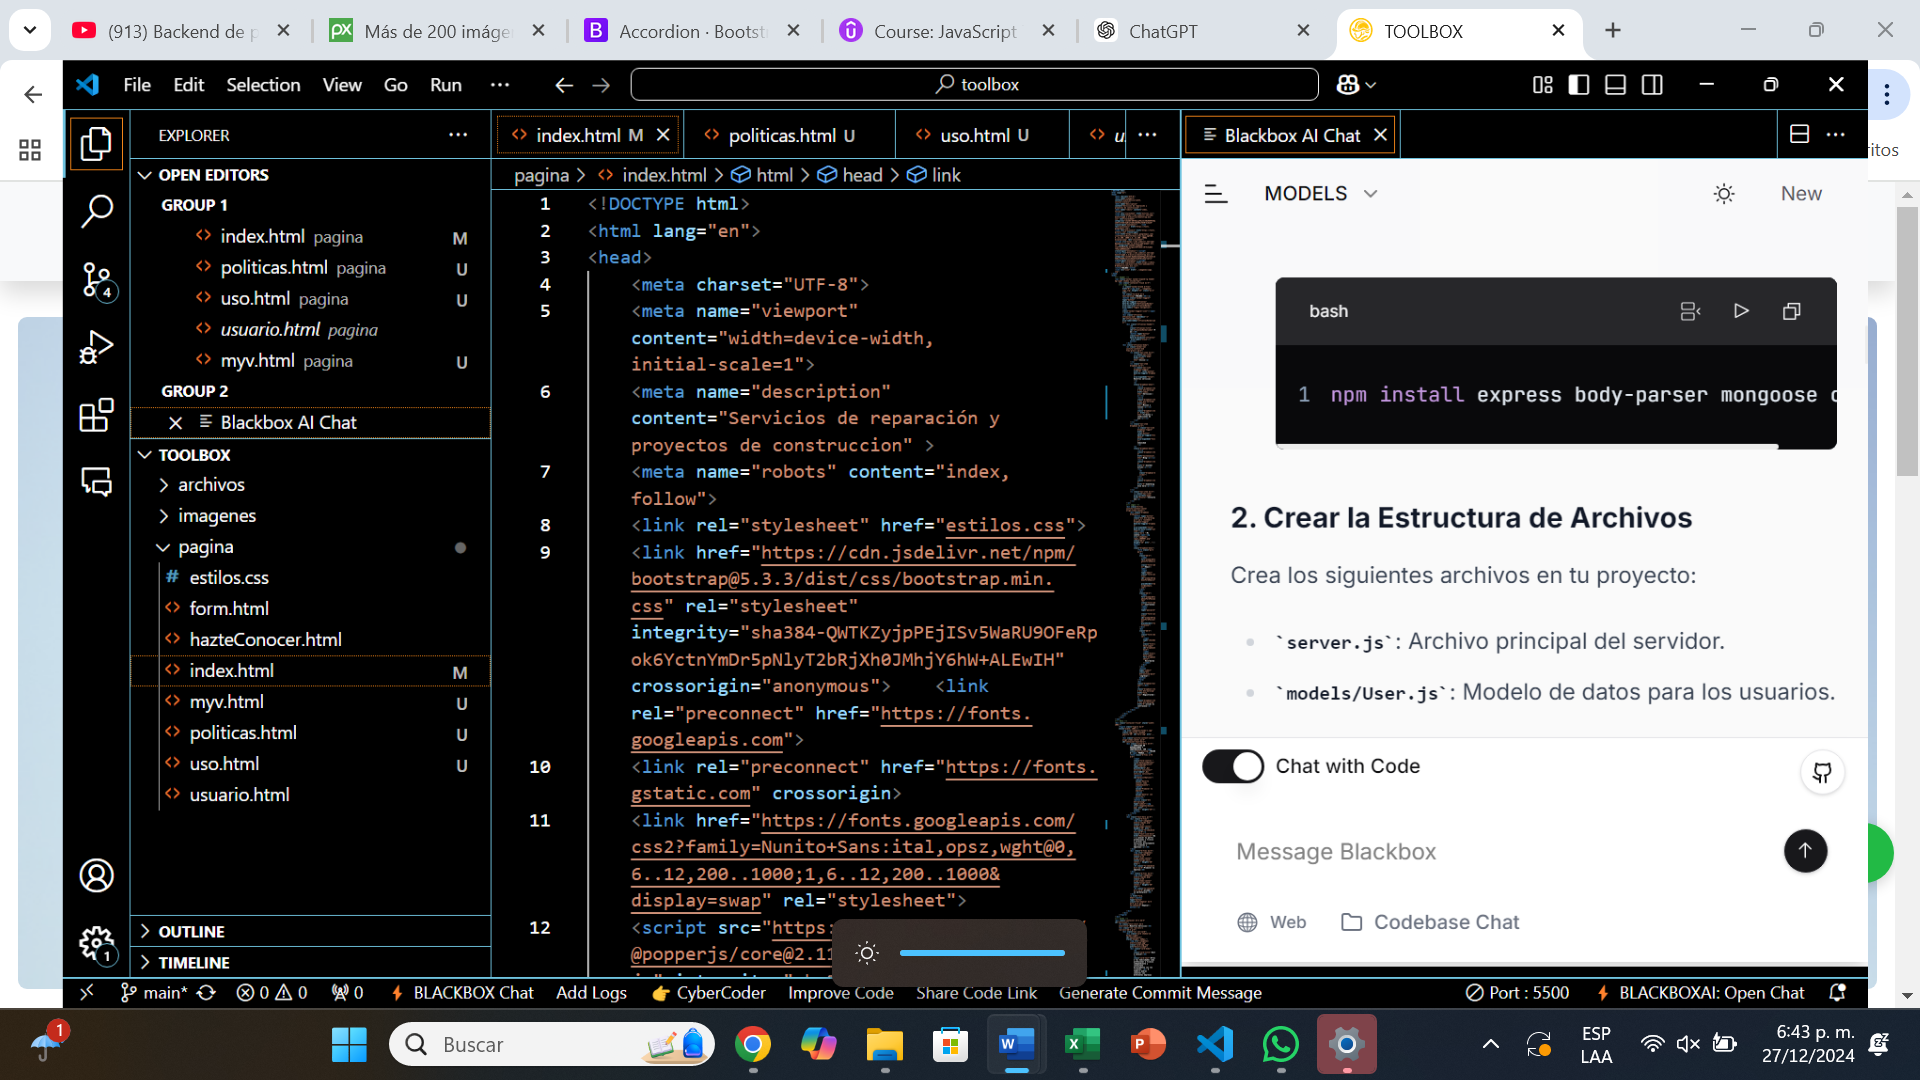 (913) Backend de p
Más de 200 imáge
Accordion · Bootst
Course: JavaScript
ChatGPT
TOOLBOX
File Edit Selection View Go Run
toolbox
EXPLORER
OPEN EDITORS
GROUP 1
index.html pagina M
politicas.html pagina U
uso.html pagina U
usuario.html pagina
myv.html pagina U
GROUP 2
Blackbox AI Chat
TOOLBOX
archivos
imagenes
pagina
estilos.css
form.html
hazteConocer.html
index.html M
myv.html U
politicas.html U
uso.html U
usuario.html
OUTLINE
TIMELINE
4
1
index.html M
politicas.html U
uso.html U
pagina > index.html > html > head > link
1 <!DOCTYPE html>
2 <html lang="en">
3 <head>
4 <meta charset="UTF-8">
5 <meta name="viewport"
content="width=device-width,
initial-scale=1">
6 <meta name="description"
content="Servicios de reparación y
proyectos de construccion" >
7 <meta name="robots" content="index,
follow">
8 <link rel="stylesheet" href="estilos.css">
9 <link href="https://cdn.jsdelivr.net/npm/
bootstrap@5.3.3/dist/css/bootstrap.min.
css" rel="stylesheet"
integrity="sha384-QWTKZyjpPEjISv5WaRU9OFeRp
ok6YctnYmDr5pNlyT2bRjXh0JMhjY6hW+ALEwIH"
crossorigin="anonymous"> <link
rel="preconnect" href="https://fonts.
googleapis.com">
10 <link rel="preconnect" href="https://fonts.
gstatic.com" crossorigin>
11 <link href="https://fonts.googleapis.com/
css2?family=Nunito+Sans:ital,opsz,wght@0,
6..12,200..1000;1,6..12,200..1000&
display=swap" rel="stylesheet">
12 <script src="https:
@popperjs/core@2.11
Blackbox AI Chat
ritos
MODELS
New
bash
1 npm install express body-parser mongoose c
2. Crear la Estructura de Archivos
Crea los siguientes archivos en tu proyecto:
`server.js`: Archivo principal del servidor.
`models/User.js`: Modelo de datos para los usuarios.
Chat with Code
Message Blackbox
Web
Codebase Chat
main* 0 0 0 BLACKBOX Chat Add Logs CyberCoder Improve Code Share Code Link Generate Commit Message Port : 5500 BLACKBOXAI: Open Chat
1
Buscar
ESP
LAA
6:43 p. m.
27/12/2024